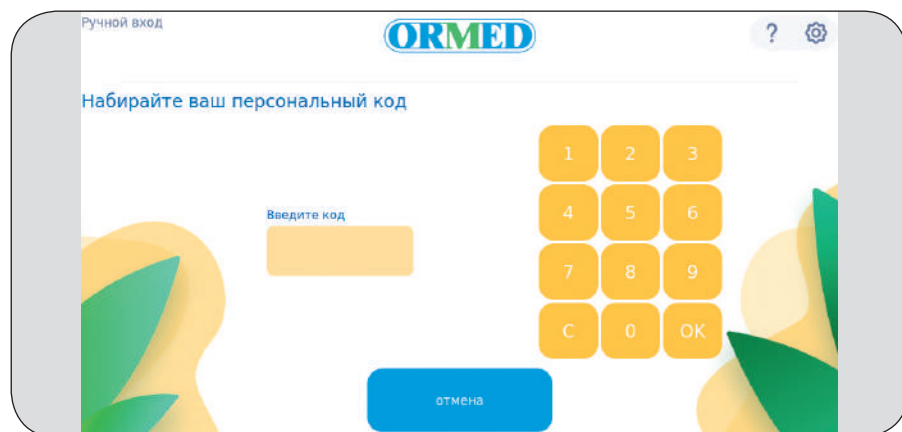 Ручной вход
ORMED
?
Набирайте ваш персональный код
1 2 3
Введите код
4 5 6
7 8 9
C 0 OK
отмена